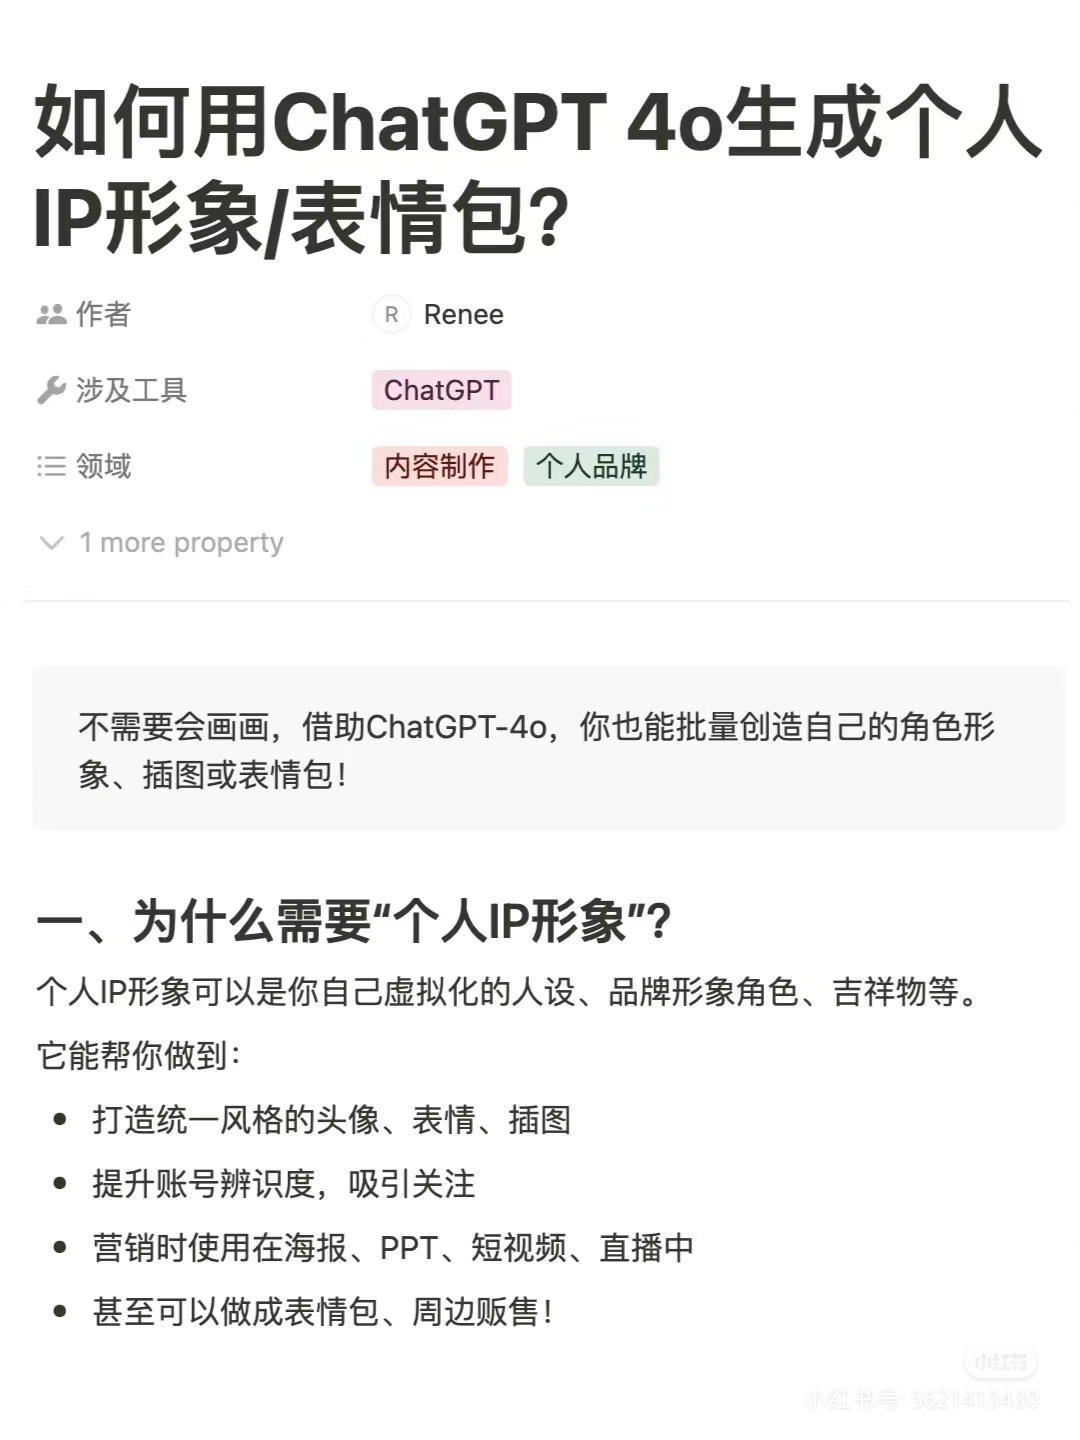 如何用ChatGPT 4o生成个人
IP形象/表情包？
作者
R Renee
涉及工具
ChatGPT
领域
内容制作 个人品牌
1 more property
不需要会画画，借助ChatGPT-4o，你也能批量创造自己的角色形
象、插图或表情包！
一、为什么需要“个人IP形象”？
个人IP形象可以是你自己虚拟化的人设、品牌形象角色、吉祥物等。
它能帮你做到：
• 打造统一风格的头像、表情、插图
• 提升账号辨识度，吸引关注
• 营销时使用在海报、PPT、短视频、直播中
• 甚至可以做成表情包、周边贩售！
小红书
小红书号: 5621413430